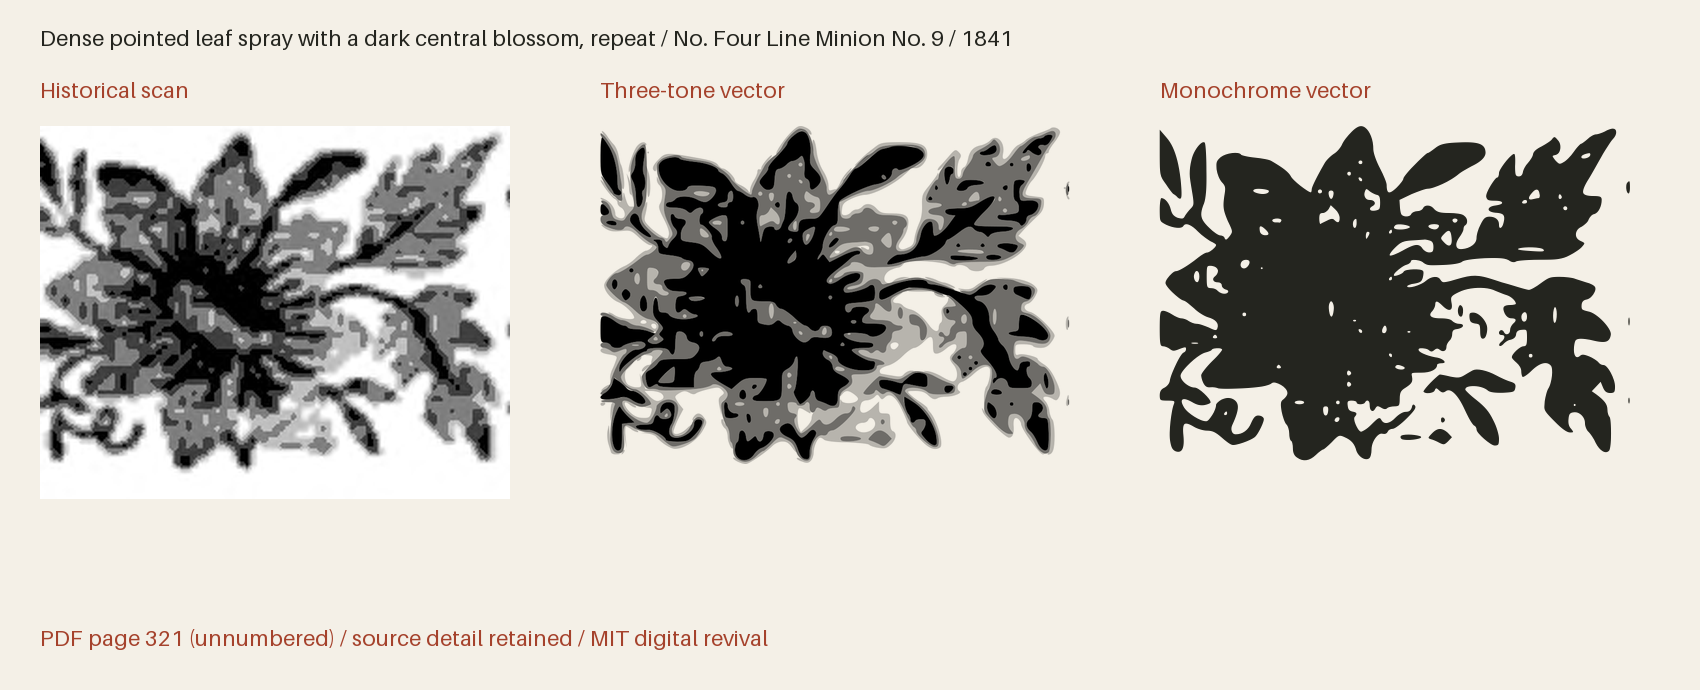 Dense pointed leaf spray with a dark central blossom, repeat / No. Four Line Minion No. 9 / 1841
Historical scan
Three-tone vector
Monochrome vector
PDF page 321 (unnumbered) / source detail retained / MIT digital revival